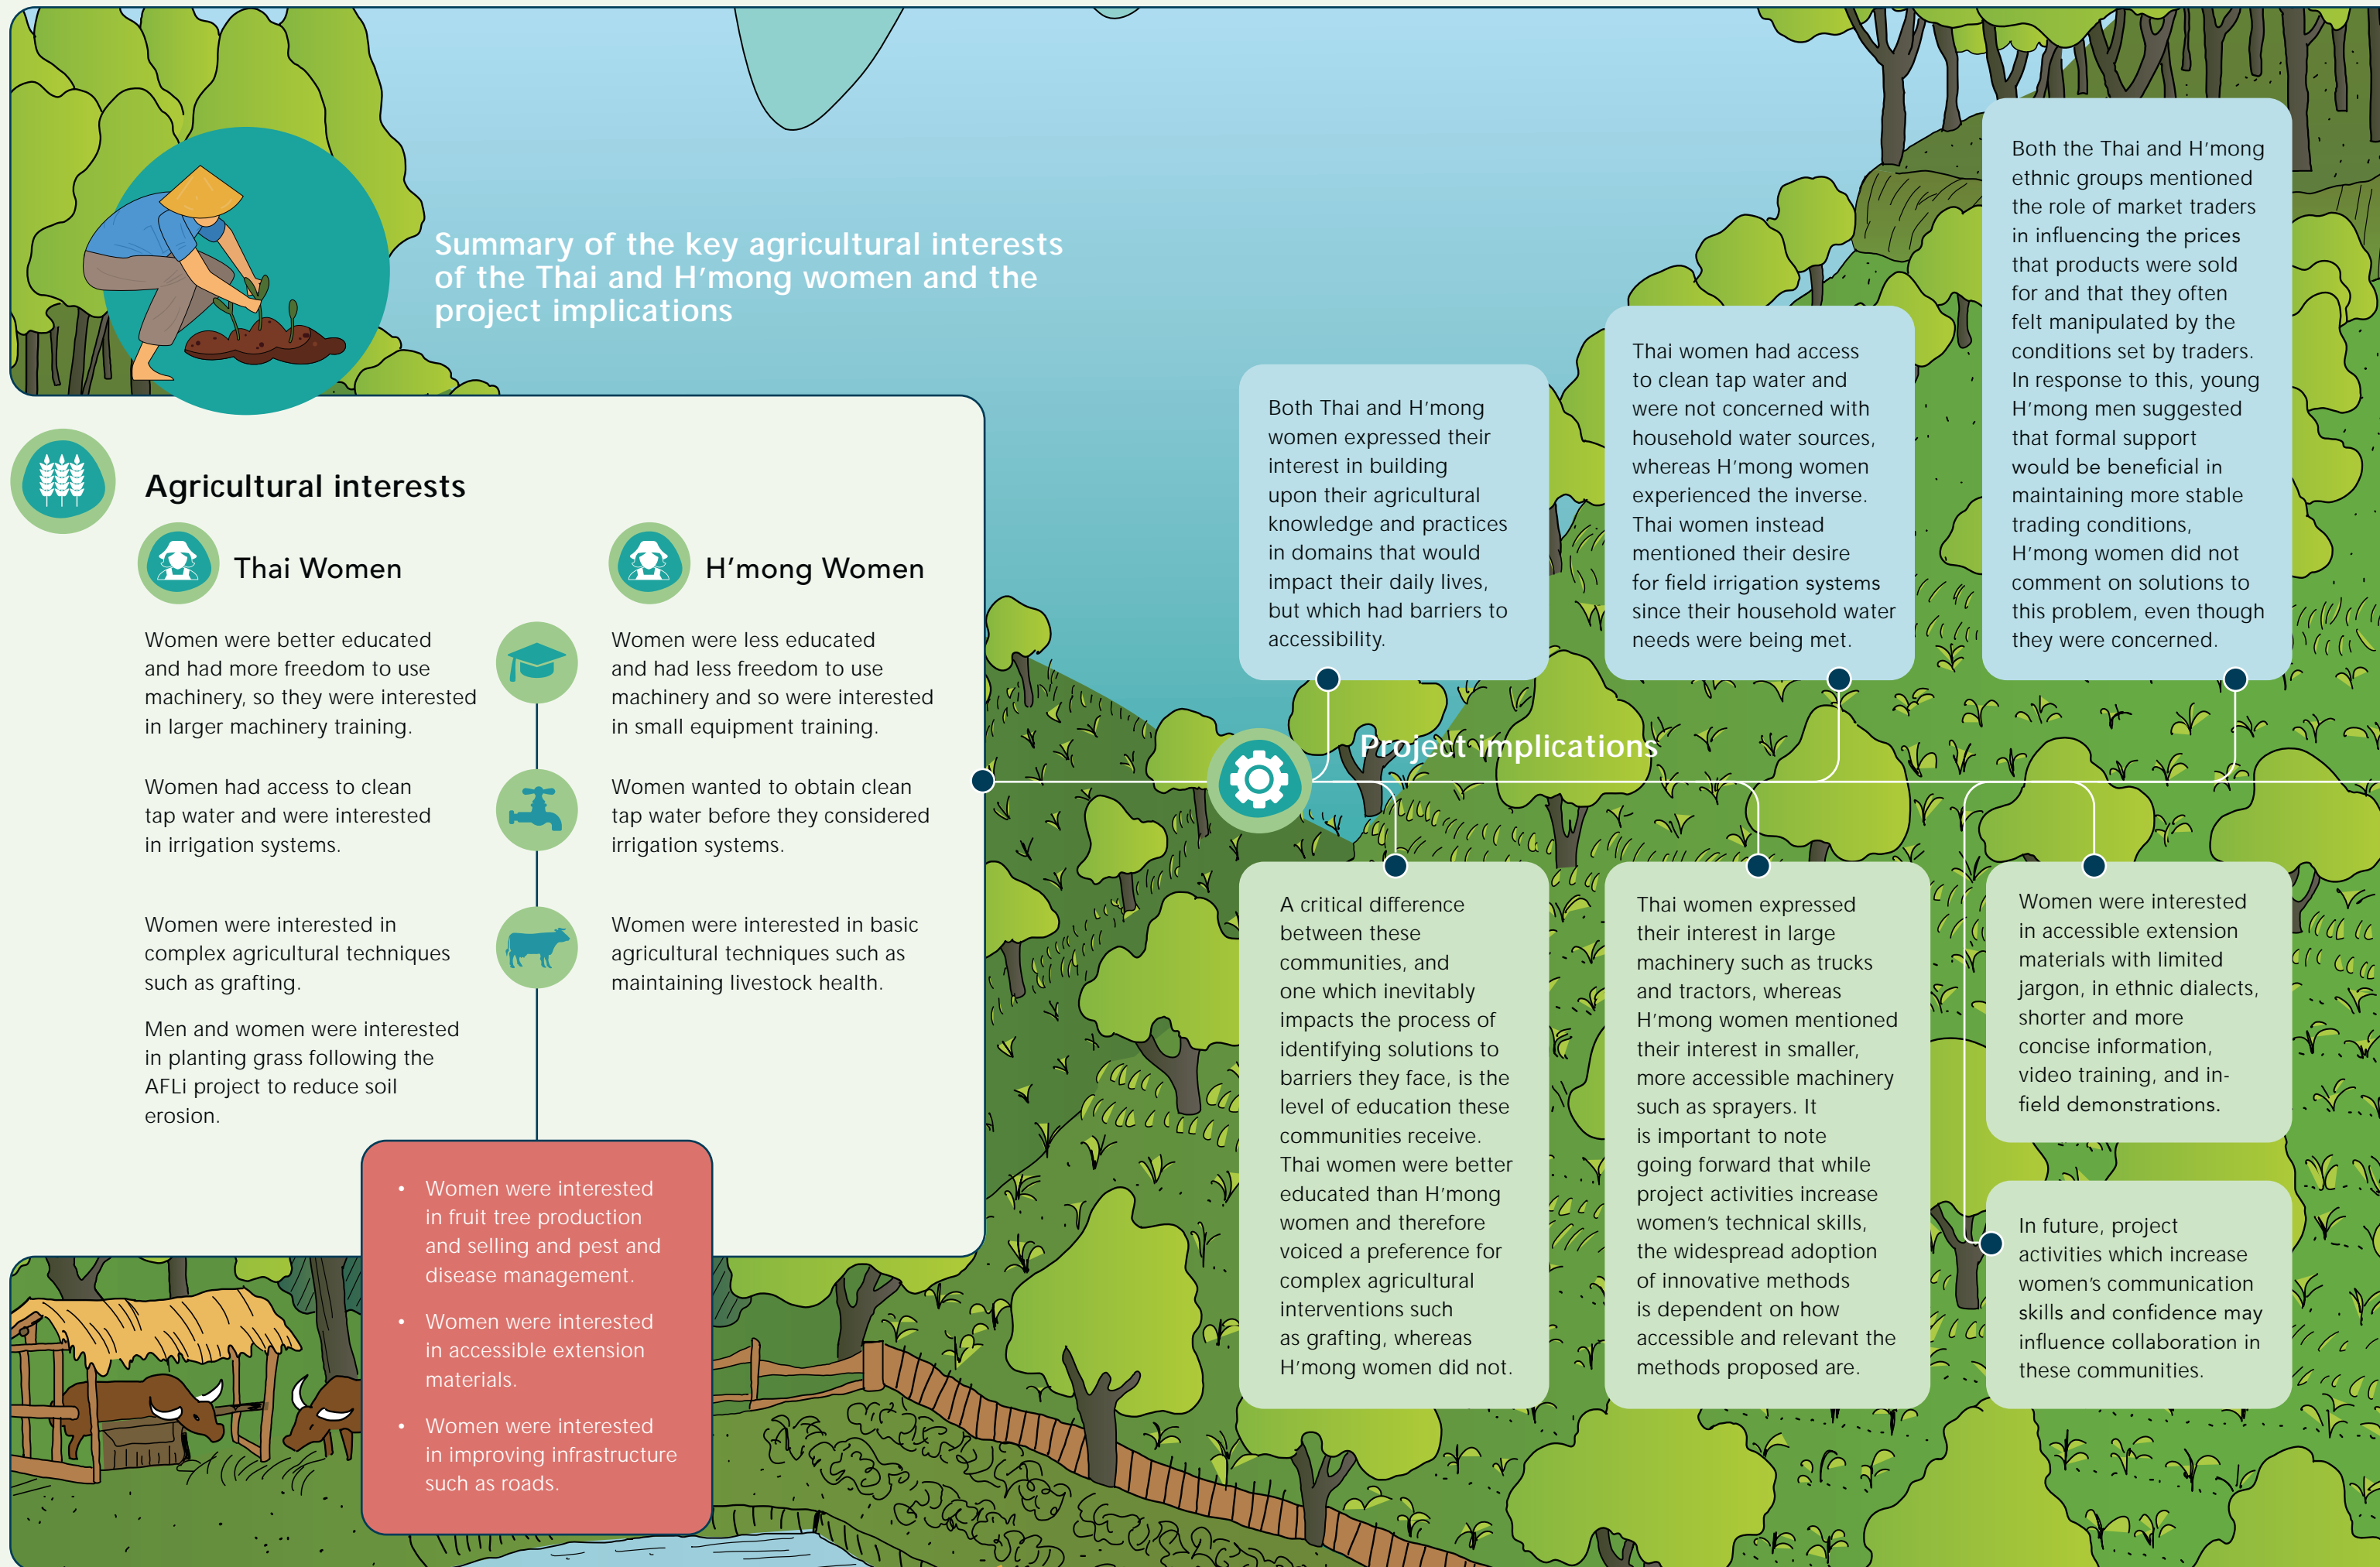 Summary of the key agricultural interests
of the Thai and H'mong women and the
project implications
Agricultural interests
Thai Women
Women were better educated
and had more freedom to use
machinery, so they were interested
in larger machinery training.
Women had access to clean
tap water and were interested
in irrigation systems.
Women were interested in
complex agricultural techniques
such as grafting.
Men and women were interested
in planting grass following the
AFLi project to reduce soil
erosion.
H'mong Women
Women were less educated
and had less freedom to use
machinery and so were interested
in small equipment training.
Women wanted to obtain clean
tap water before they considered
irrigation systems.
Women were interested in basic
agricultural techniques such as
maintaining livestock health.
• Women were interested
in fruit tree production
and selling and pest and
disease management.
• Women were interested
in accessible extension
materials.
• Women were interested
in improving infrastructure
such as roads.
Project implications
Both Thai and H'mong
women expressed their
interest in building
upon their agricultural
knowledge and practices
in domains that would
impact their daily lives,
but which had barriers to
accessibility.
A critical difference
between these
communities, and
one which inevitably
impacts the process of
identifying solutions to
barriers they face, is the
level of education these
communities receive.
Thai women were better
educated than H'mong
women and therefore
voiced a preference for
complex agricultural
interventions such
as grafting, whereas
H'mong women did not.
Thai women had access
to clean tap water and
were not concerned with
household water sources,
whereas H'mong women
experienced the inverse.
Thai women instead
mentioned their desire
for field irrigation systems
since their household water
needs were being met.
Thai women expressed
their interest in large
machinery such as trucks
and tractors, whereas
H'mong women mentioned
their interest in smaller,
more accessible machinery
such as sprayers. It
is important to note
going forward that while
project activities increase
women's technical skills,
the widespread adoption
of innovative methods
is dependent on how
accessible and relevant the
methods proposed are.
Both the Thai and H'mong
ethnic groups mentioned
the role of market traders
in influencing the prices
that products were sold
for and that they often
felt manipulated by the
conditions set by traders.
In response to this, young
H'mong men suggested
that formal support
would be beneficial in
maintaining more stable
trading conditions,
H'mong women did not
comment on solutions to
this problem, even though
they were concerned.
Women were interested
in accessible extension
materials with limited
jargon, in ethnic dialects,
shorter and more
concise information,
video training, and in-
field demonstrations.
In future, project
activities which increase
women's communication
skills and confidence may
influence collaboration in
these communities.